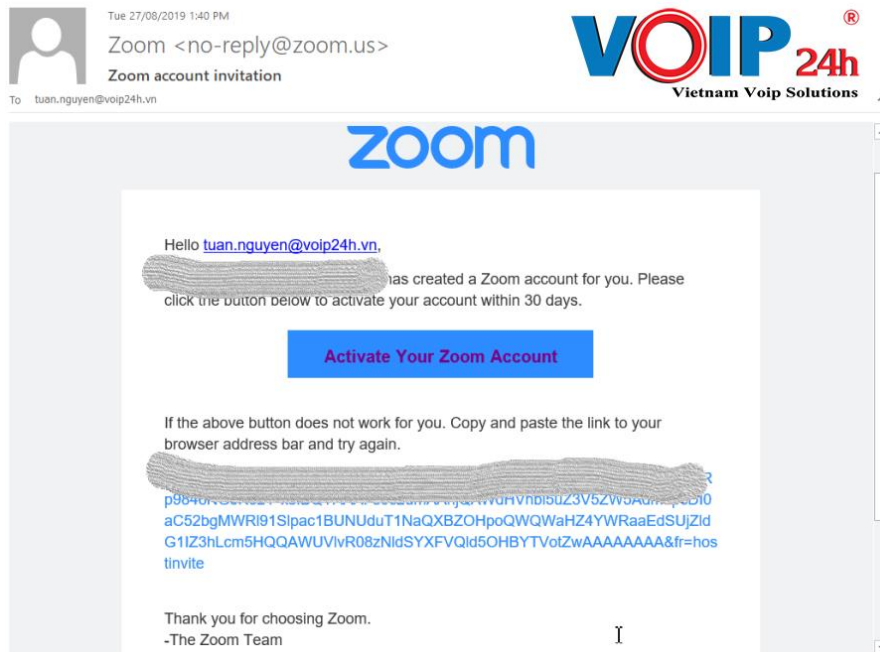 Tue 27/08/2019 1:40 PM
Zoom <no-reply@zoom.us>
Zoom account invitation
To tuan.nguyen@voip24h.vn
VOIP 24h ®
Vietnam Voip Solutions
zoom
Hello tuan.nguyen@voip24h.vn,
has created a Zoom account for you. Please
click the button below to activate your account within 30 days.
Activate Your Zoom Account
If the above button does not work for you. Copy and paste the link to your
browser address bar and try again.
G1IZ3hLcm5HQQAWUVlvR08zNldSYXFVQld5OHBYTVotZwAAAAAAAA&fr=hos
tinvite
Thank you for choosing Zoom.
-The Zoom Team